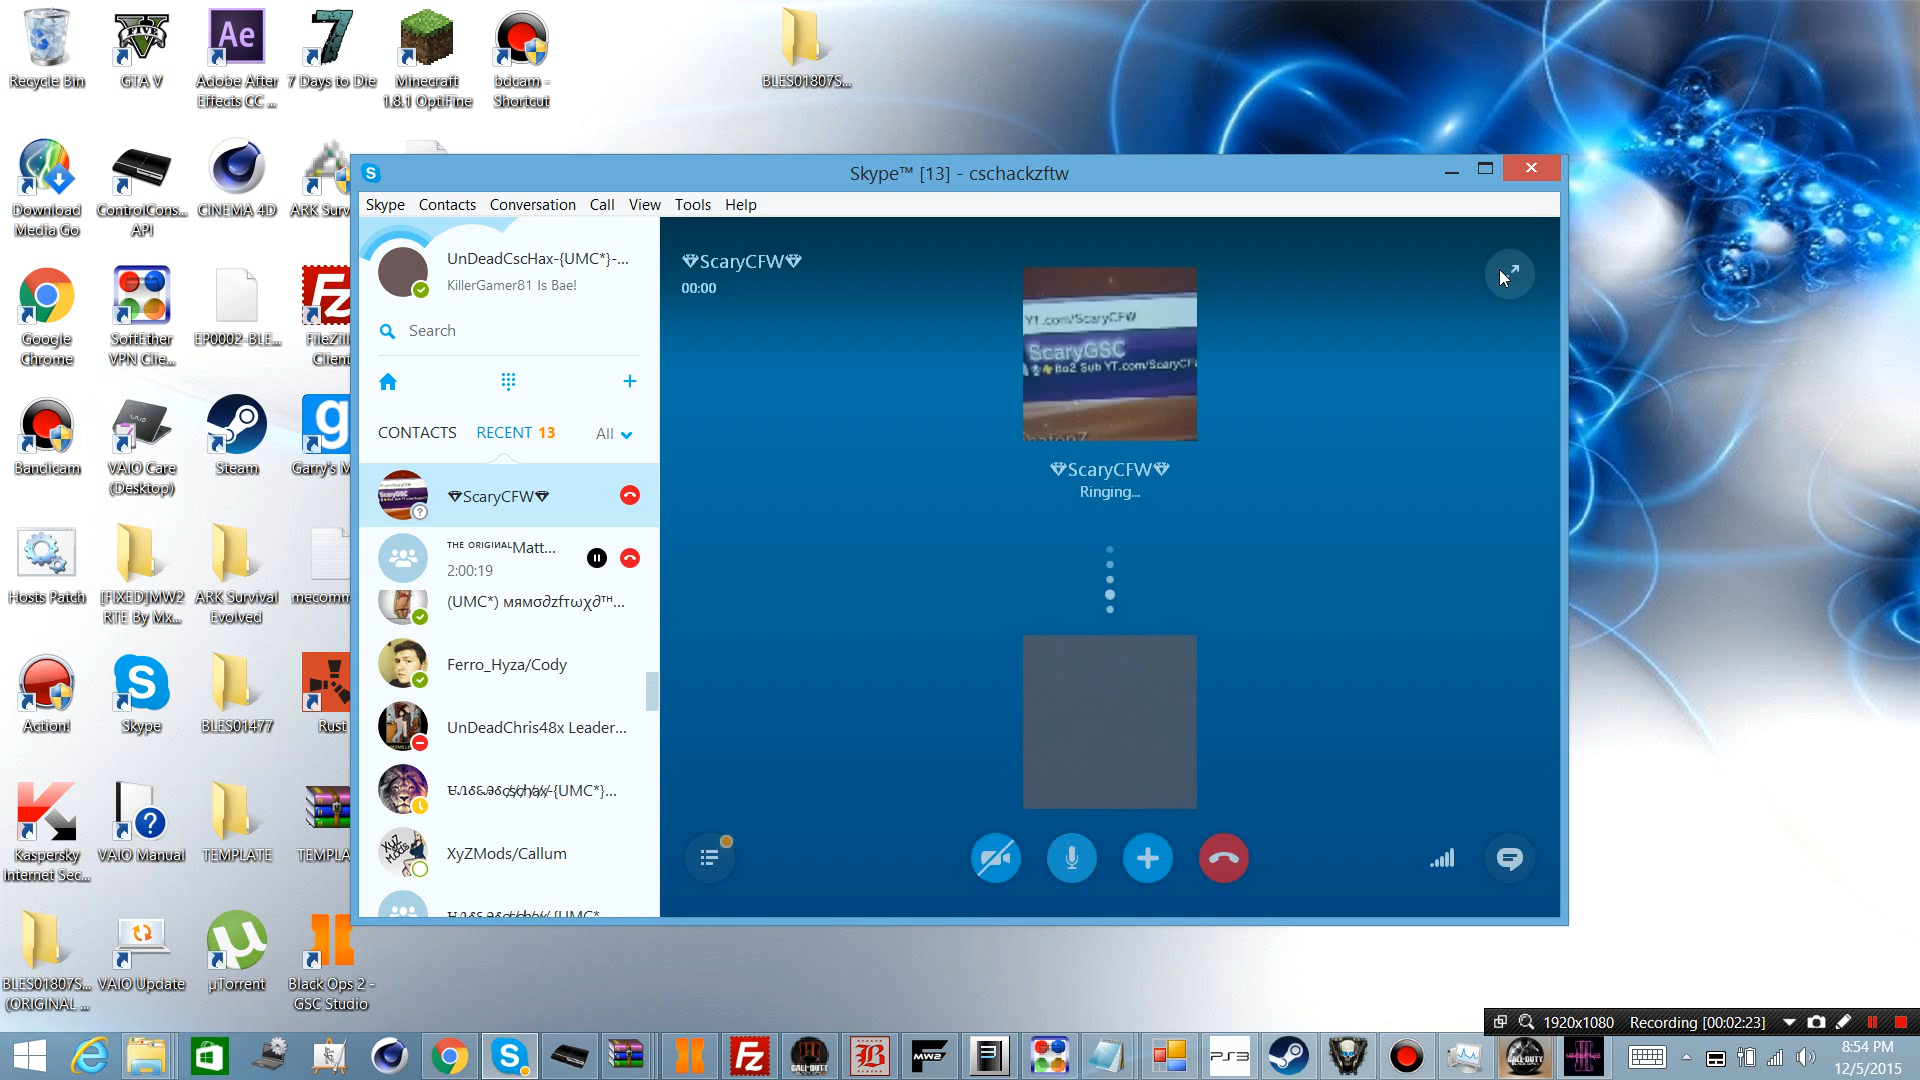 Recycle Bin
GTA V
Adobe After
Effects CC ...
7 Days to Die
Minecraft
1.8.1 OptiFine
bdcam -
Shortcut
BLES01807S...
Download
Media Go
ControlCons...
API
CINEMA 4D
ARK Surv
Google
Chrome
SoftEther
VPN Clie...
EP0002-BLE...
FileZill
Client
Bandicam
VAIO Care
(Desktop)
Steam
Garry's M
Hosts Patch
[FIXED]MW2
RTE By Mx...
ARK Survival
Evolved
mecomm
Action!
Skype
BLES01477
Rust
Kaspersky
Internet Sec...
VAIO Manual
TEMPLATE
TEMPLA
BLES01807S...
(ORIGINAL ...
VAIO Update
µTorrent
Black Ops 2 -
GSC Studio
Skype™ [13] - cschackzftw
Skype Contacts Conversation Call View Tools Help
UnDeadCscHax-{UMC*}-...
KillerGamer81 Is Bae!
Search
CONTACTS RECENT 13 All
💎ScaryCFW💎
ᵀᴴᴱ ᴼᴿᴵᴳᴵᴻᴬᴸMatt...
2:00:19
(UMC*) мямσ∂zfтωχ∂ᵀᴴ...
Ferro_Hyza/Cody
UnDeadChris48x Leader...
-{UMC*}...
XyZMods/Callum
💎ScaryCFW💎
00:00
YT.com/ScaryCFW
ScaryGSC
Bo2 Sub YT.com/ScaryCF
💎ScaryCFW💎
Ringing...
1920x1080 Recording [00:02:23]
8:54 PM
12/5/2015